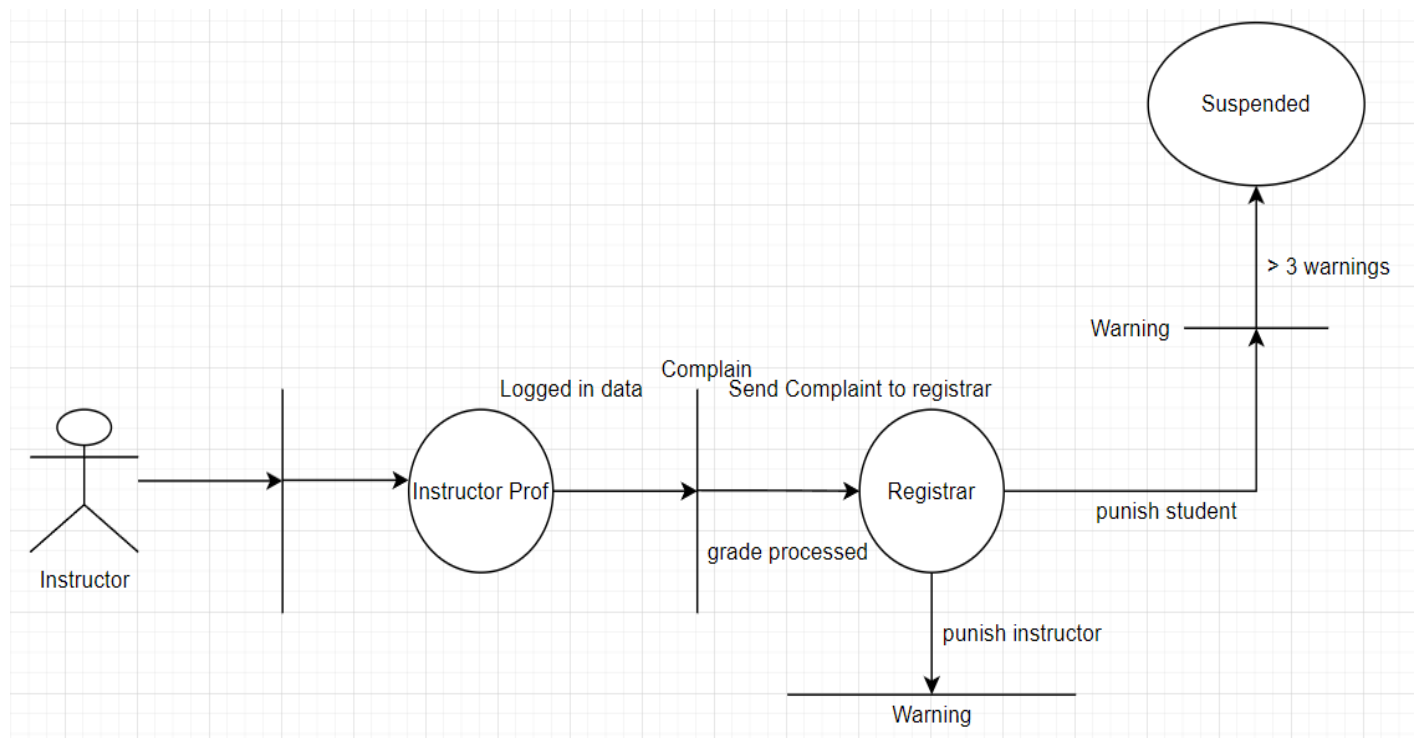 Suspended
> 3 warnings
Warning
Complain
Logged in data
Send Complaint to registrar
Instructor Prof
Registrar
punish student
grade processed
Instructor
punish instructor
Warning